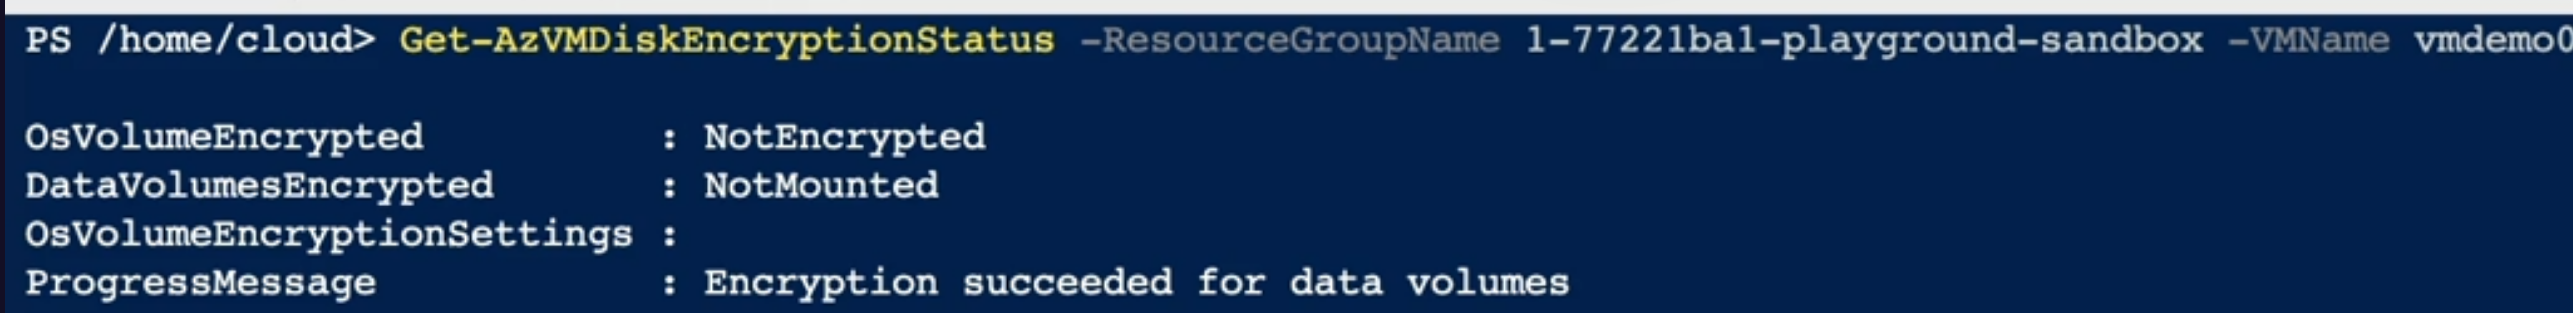 PS /home/cloud> Get-AzVMDiskEncryptionStatus -ResourceGroupName 1-77221ba1-playground-sandbox -VMName vmdemo0
OsVolumeEncrypted : NotEncrypted
DataVolumesEncrypted : NotMounted
OsVolumeEncryptionSettings :
ProgressMessage : Encryption succeeded for data volumes